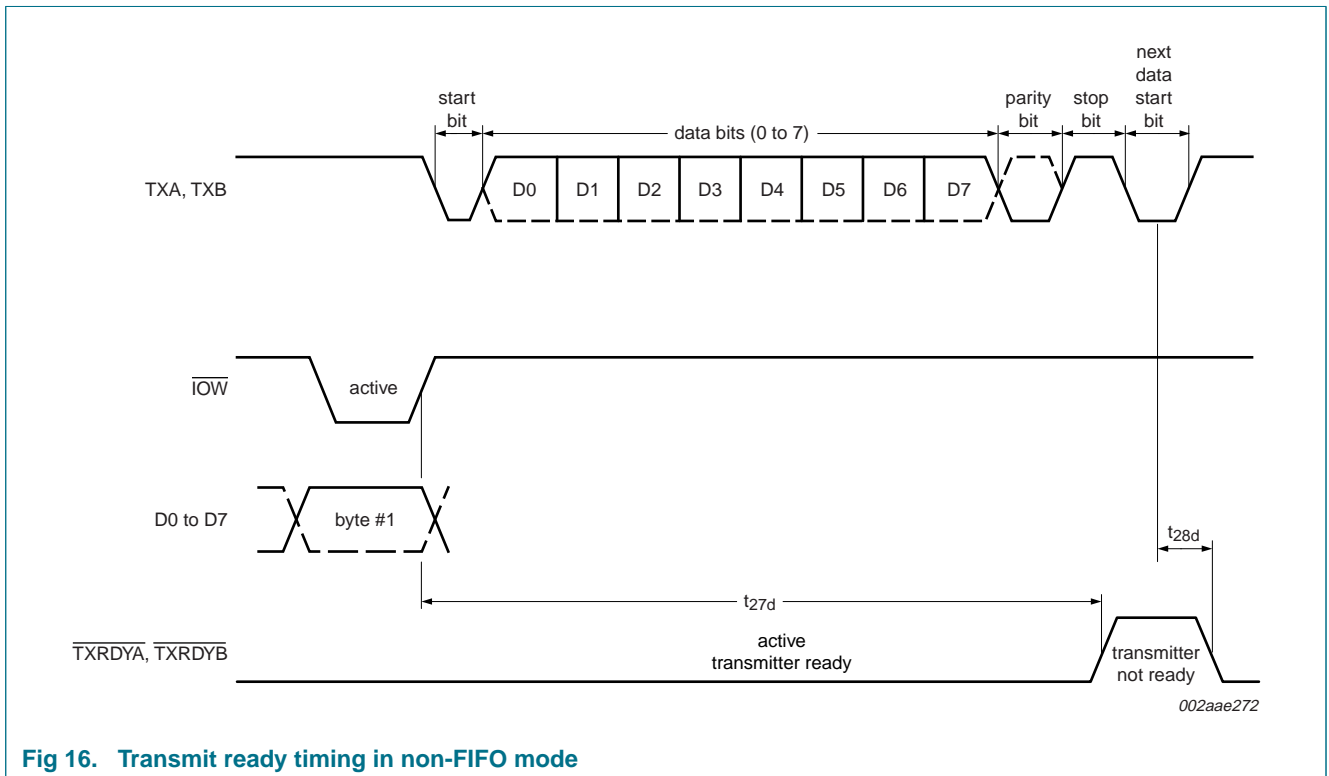 next
data
start
bit
start
bit
parity
bit
stop
bit
data bits (0 to 7)
TXA, TXB
D0 D1 D2 D3 D4 D5 D6 D7
IOW
active
D0 to D7
byte #1
t28d
t27d
TXRDYA, TXRDYB
active
transmitter ready
transmitter
not ready
002aae272
Fig 16. Transmit ready timing in non-FIFO mode